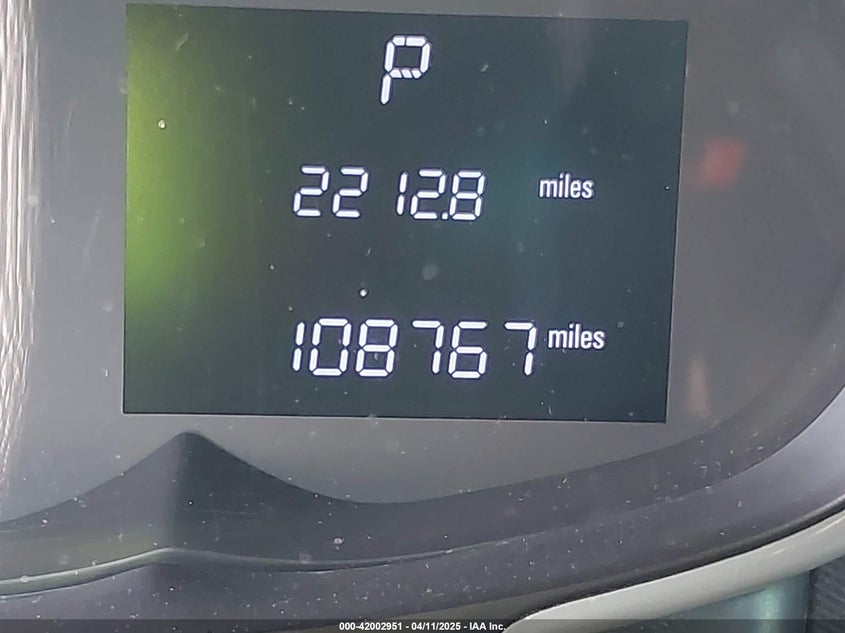 P
2212.8 miles
108767 miles
000-42002951 - 04/11/2025 - IAA Inc.